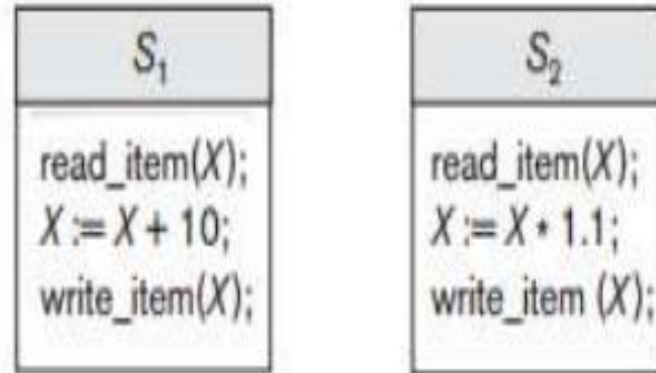 S₁
read_item(X);
X := X + 10;
write_item(X);
S₂
read_item(X);
X := X * 1.1;
write_item (X);